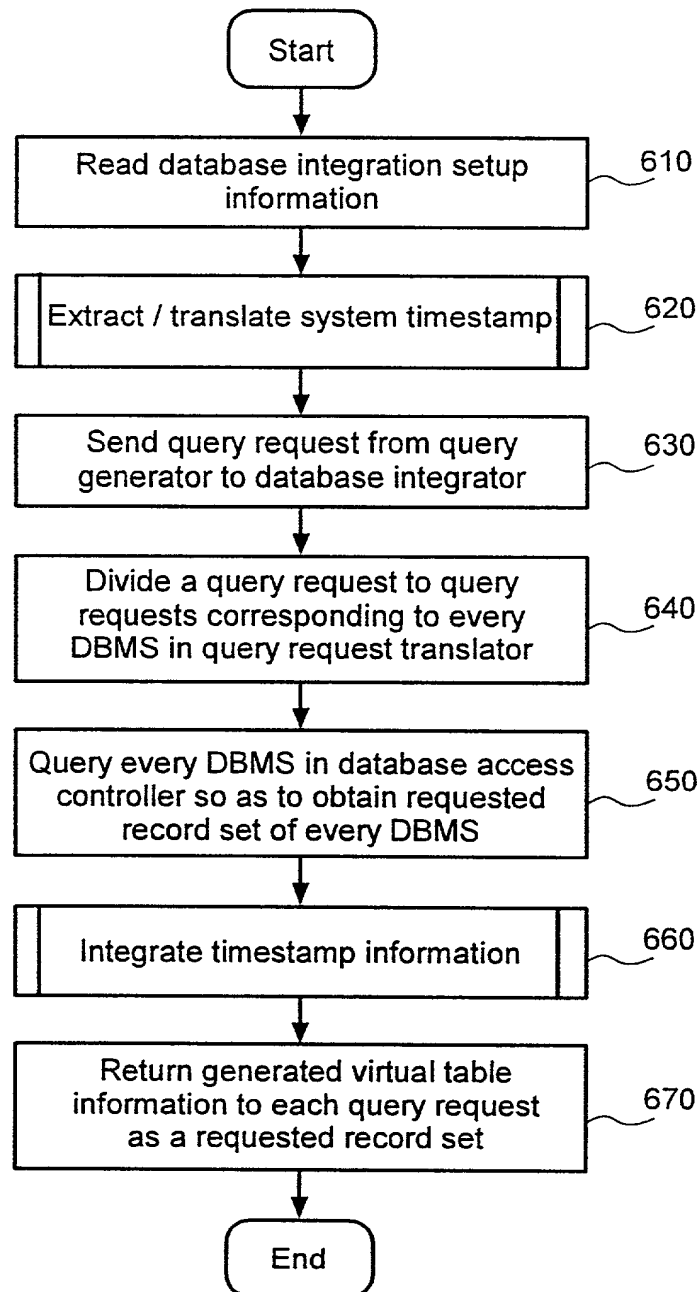 Start
Read database integration setup
information
610
Extract / translate system timestamp
620
Send query request from query
generator to database integrator
630
Divide a query request to query
requests corresponding to every
DBMS in query request translator
640
Query every DBMS in database access
controller so as to obtain requested
record set of every DBMS
650
Integrate timestamp information
660
Return generated virtual table
information to each query request
as a requested record set
670
End